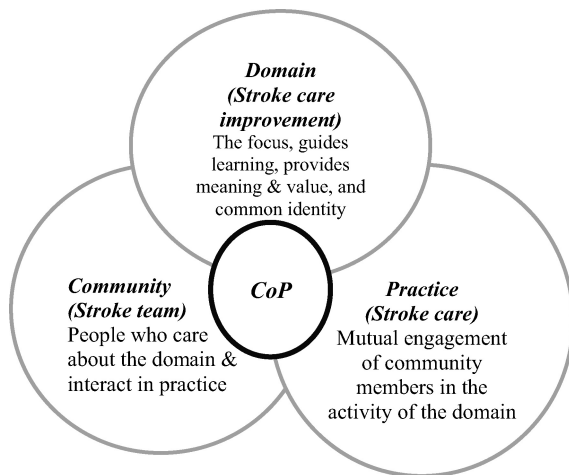 Domain
(Stroke care
improvement)
The focus, guides
learning, provides
meaning & value, and
common identity
Community
(Stroke team)
People who care
about the domain &
interact in practice
CoP
Practice
(Stroke care)
Mutual engagement
of community
members in the
activity of the domain